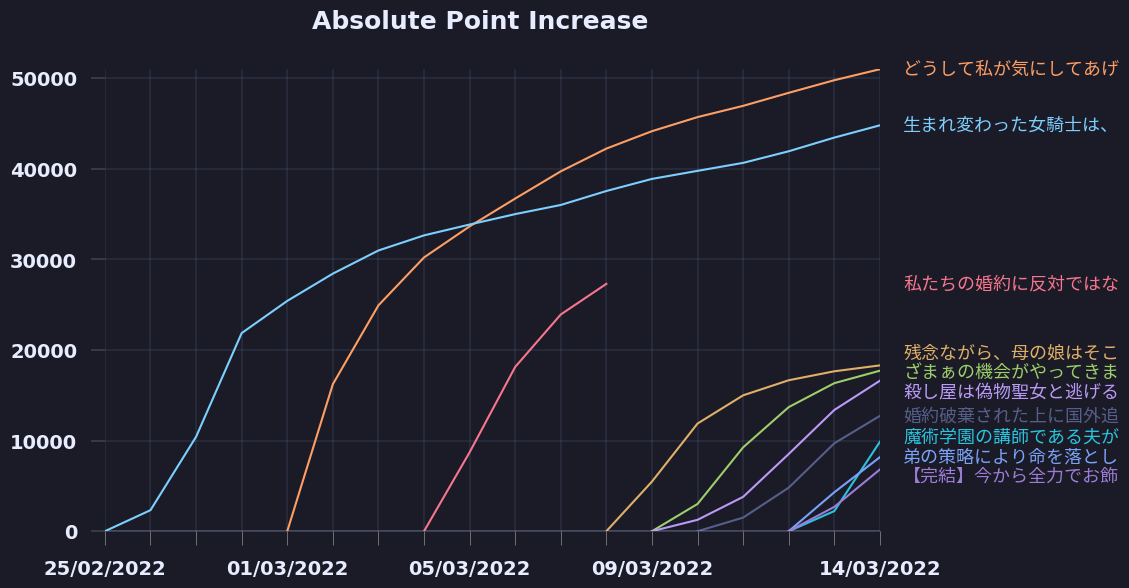 Absolute Point Increase
50000
40000
30000
20000
10000
0
25/02/2022
01/03/2022
05/03/2022
09/03/2022
14/03/2022
どうして私が気にしてあげ
生まれ変わった女騎士は、
私たちの婚約に反対ではな
残念ながら、母の娘はそこ
ざまぁの機会がやってきま
殺し屋は偽物聖女と逃げる
婚約破棄された上に国外追
魔術学園の講師である夫が
弟の策略により命を落とし
【完結】今から全力でお飾